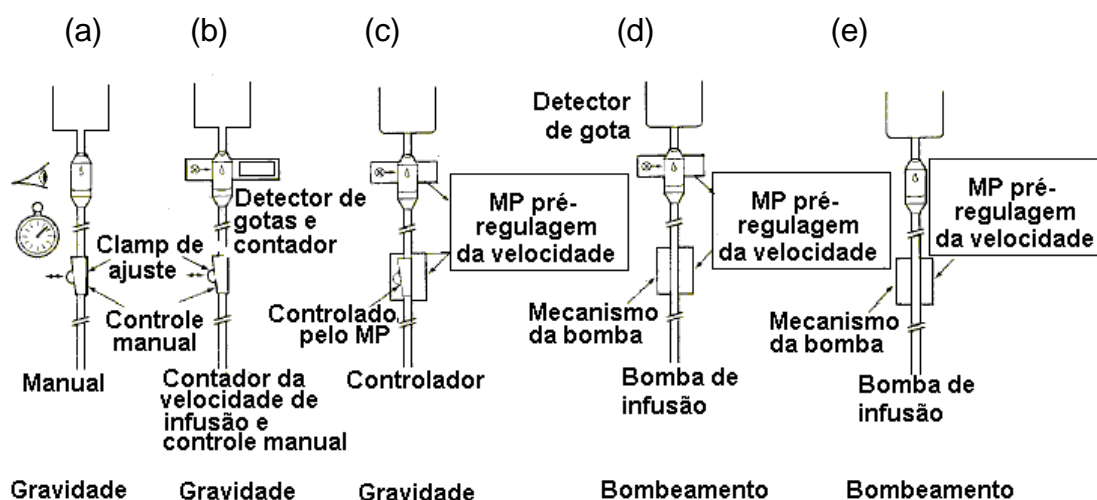 (a) (b) (c) (d) (e)
Detector
de gota
Detector de
gotas e
contador
MP pré-
regulagem
da velocidade
MP pré-
regulagem
da velocidade
MP pré-
regulagem
da velocidade
Clamp de
ajuste
Controle
manual
Controlado
pelo MP
Mecanismo
da bomba
Mecanismo
da bomba
Manual
Contador da
velocidade de
infusão e
controle manual
Controlador
Bomba de
infusão
Bomba de
infusão
Gravidade Gravidade Gravidade Bombeamento Bombeamento